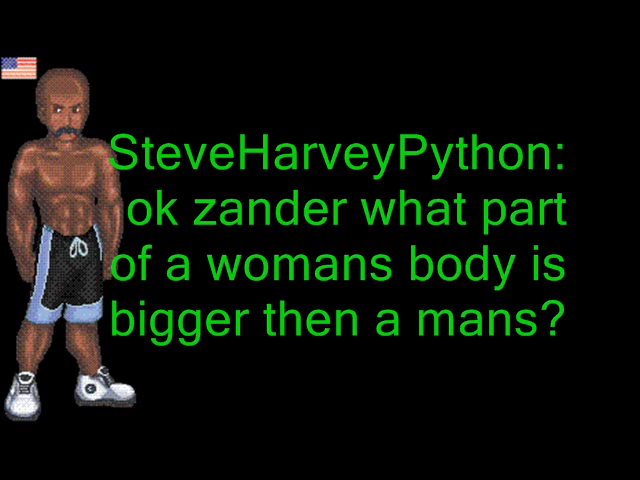 SteveHarveyPython:
ok zander what part
of a womans body is
bigger then a mans?